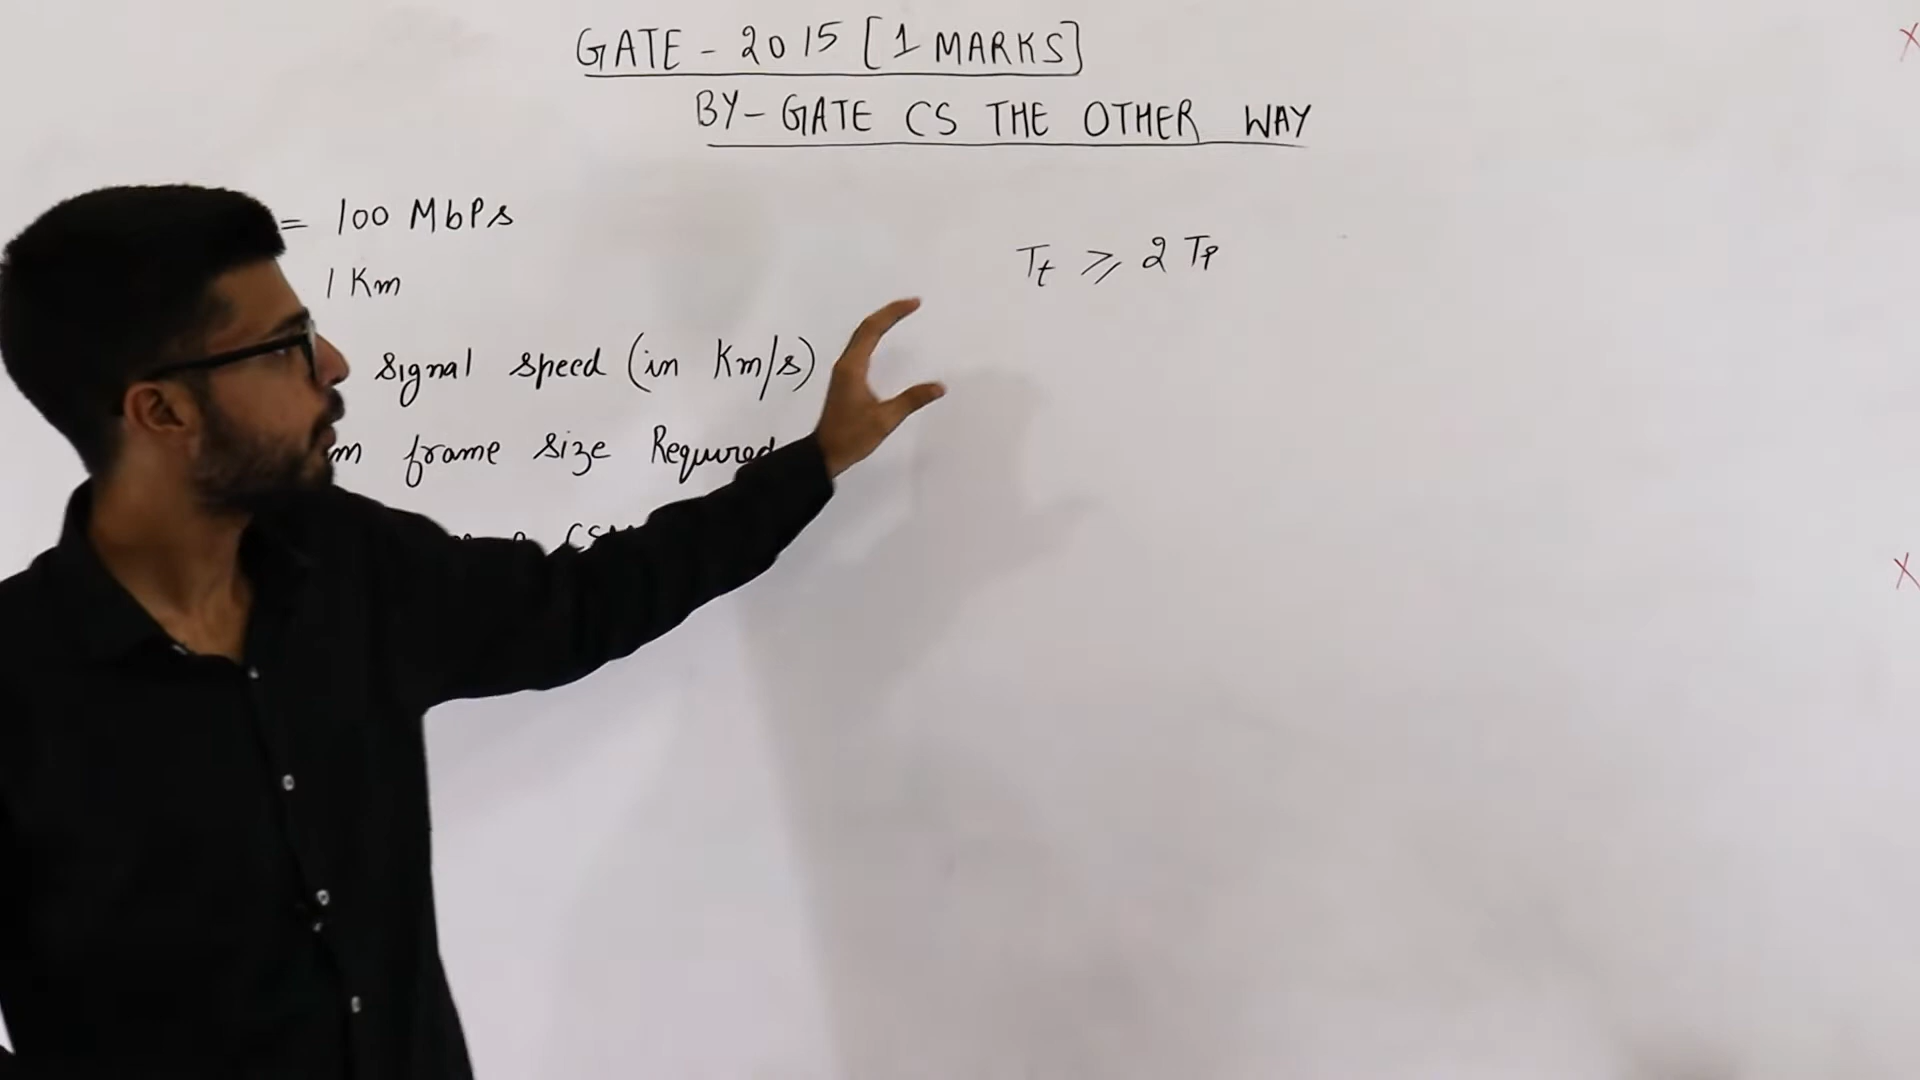 GATE - 2015 [1 MARKS]
BY- GATE CS THE OTHER WAY
= 100 MbPs
1 Km
signal speed (in Km/s)
m frame size Required
Tt ≥ 2 Tp
X
X